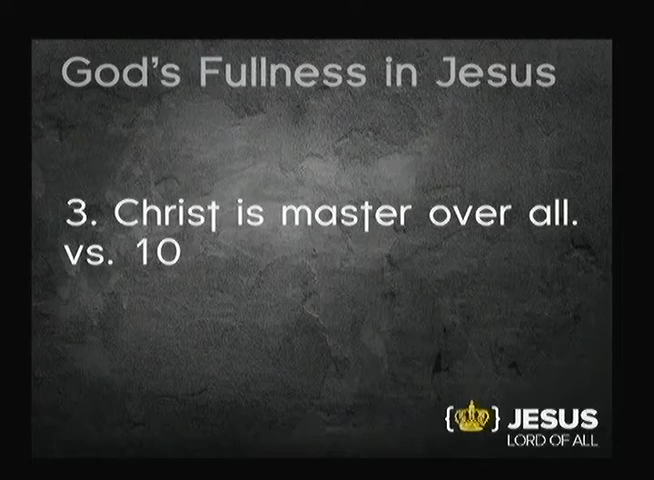 God's Fullness in Jesus
3. Christ is master over all.
vs. 10
{ } JESUS
LORD OF ALL